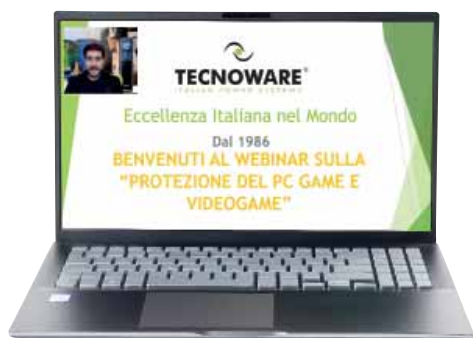 TECNOWARE®
ITALIAN POWER SYSTEMS
Eccellenza Italiana nel Mondo
Dal 1986
BENVENUTI AL WEBINAR SULLA
“PROTEZIONE DEL PC GAME E
VIDEOGAME”